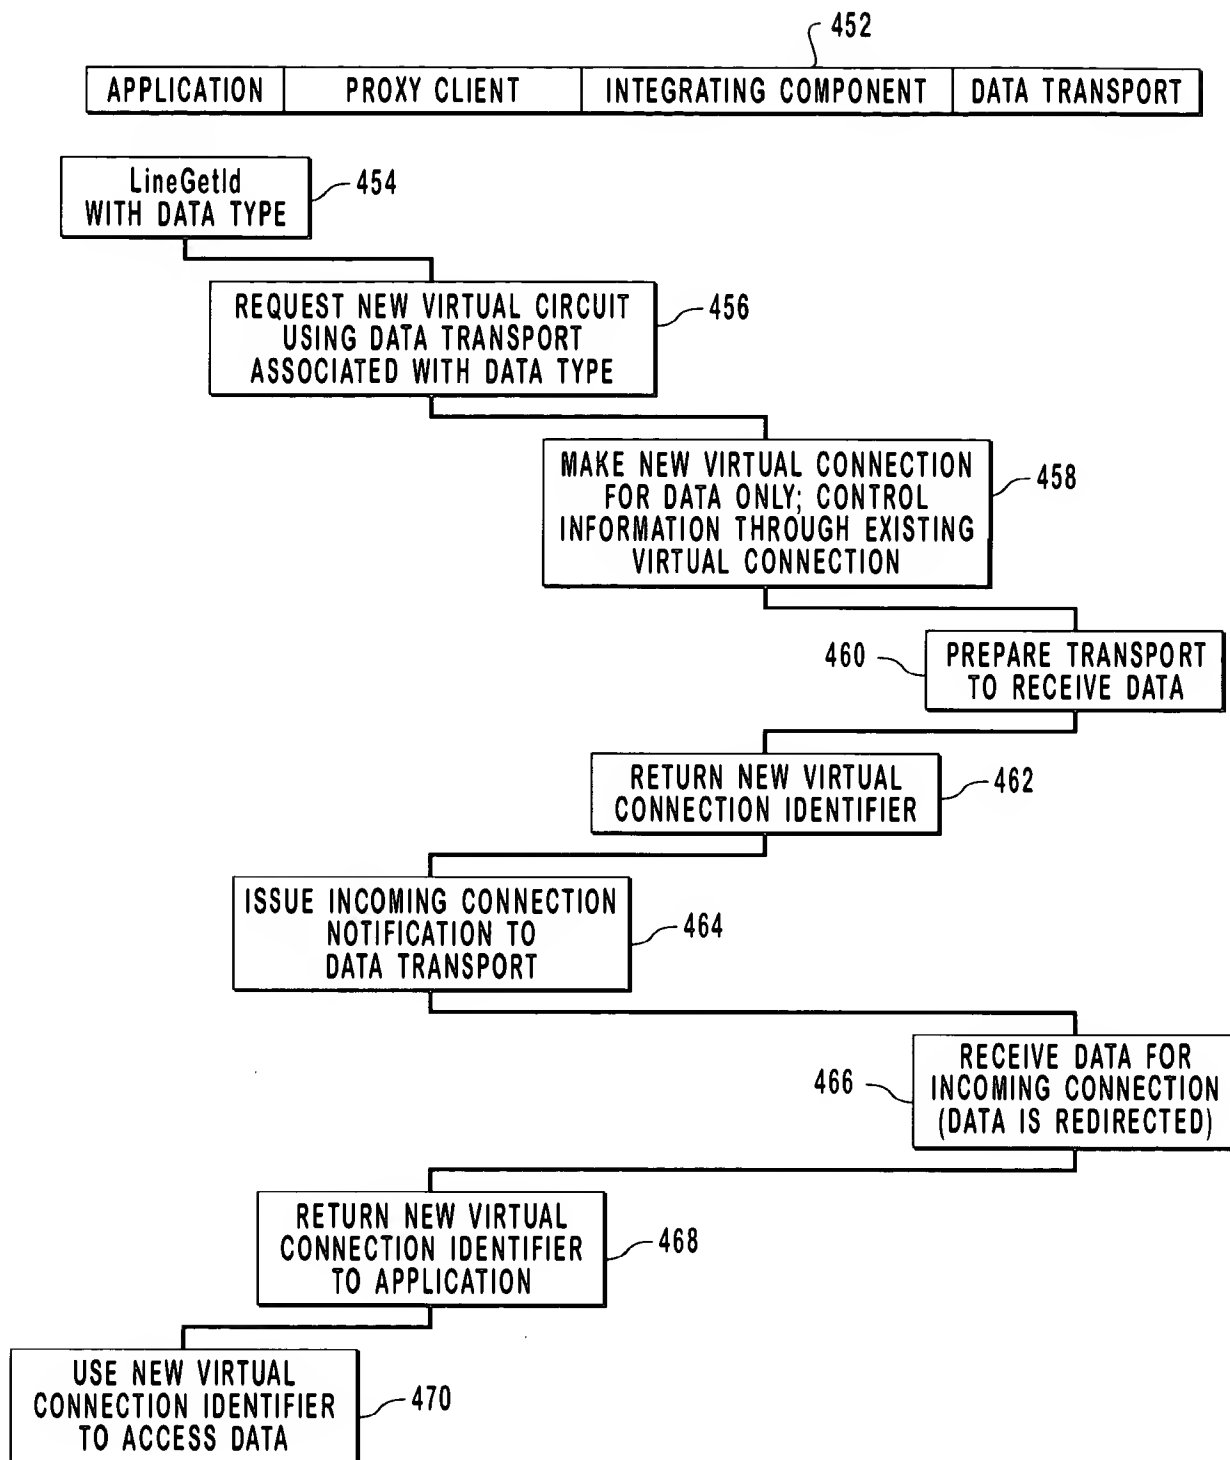 452
APPLICATION PROXY CLIENT INTEGRATING COMPONENT DATA TRANSPORT
LineGetId
WITH DATA TYPE
454
REQUEST NEW VIRTUAL CIRCUIT
USING DATA TRANSPORT
ASSOCIATED WITH DATA TYPE
456
MAKE NEW VIRTUAL CONNECTION
FOR DATA ONLY; CONTROL
INFORMATION THROUGH EXISTING
VIRTUAL CONNECTION
458
460
PREPARE TRANSPORT
TO RECEIVE DATA
RETURN NEW VIRTUAL
CONNECTION IDENTIFIER
462
ISSUE INCOMING CONNECTION
NOTIFICATION TO
DATA TRANSPORT
464
466
RECEIVE DATA FOR
INCOMING CONNECTION
(DATA IS REDIRECTED)
RETURN NEW VIRTUAL
CONNECTION IDENTIFIER
TO APPLICATION
468
USE NEW VIRTUAL
CONNECTION IDENTIFIER
TO ACCESS DATA
470